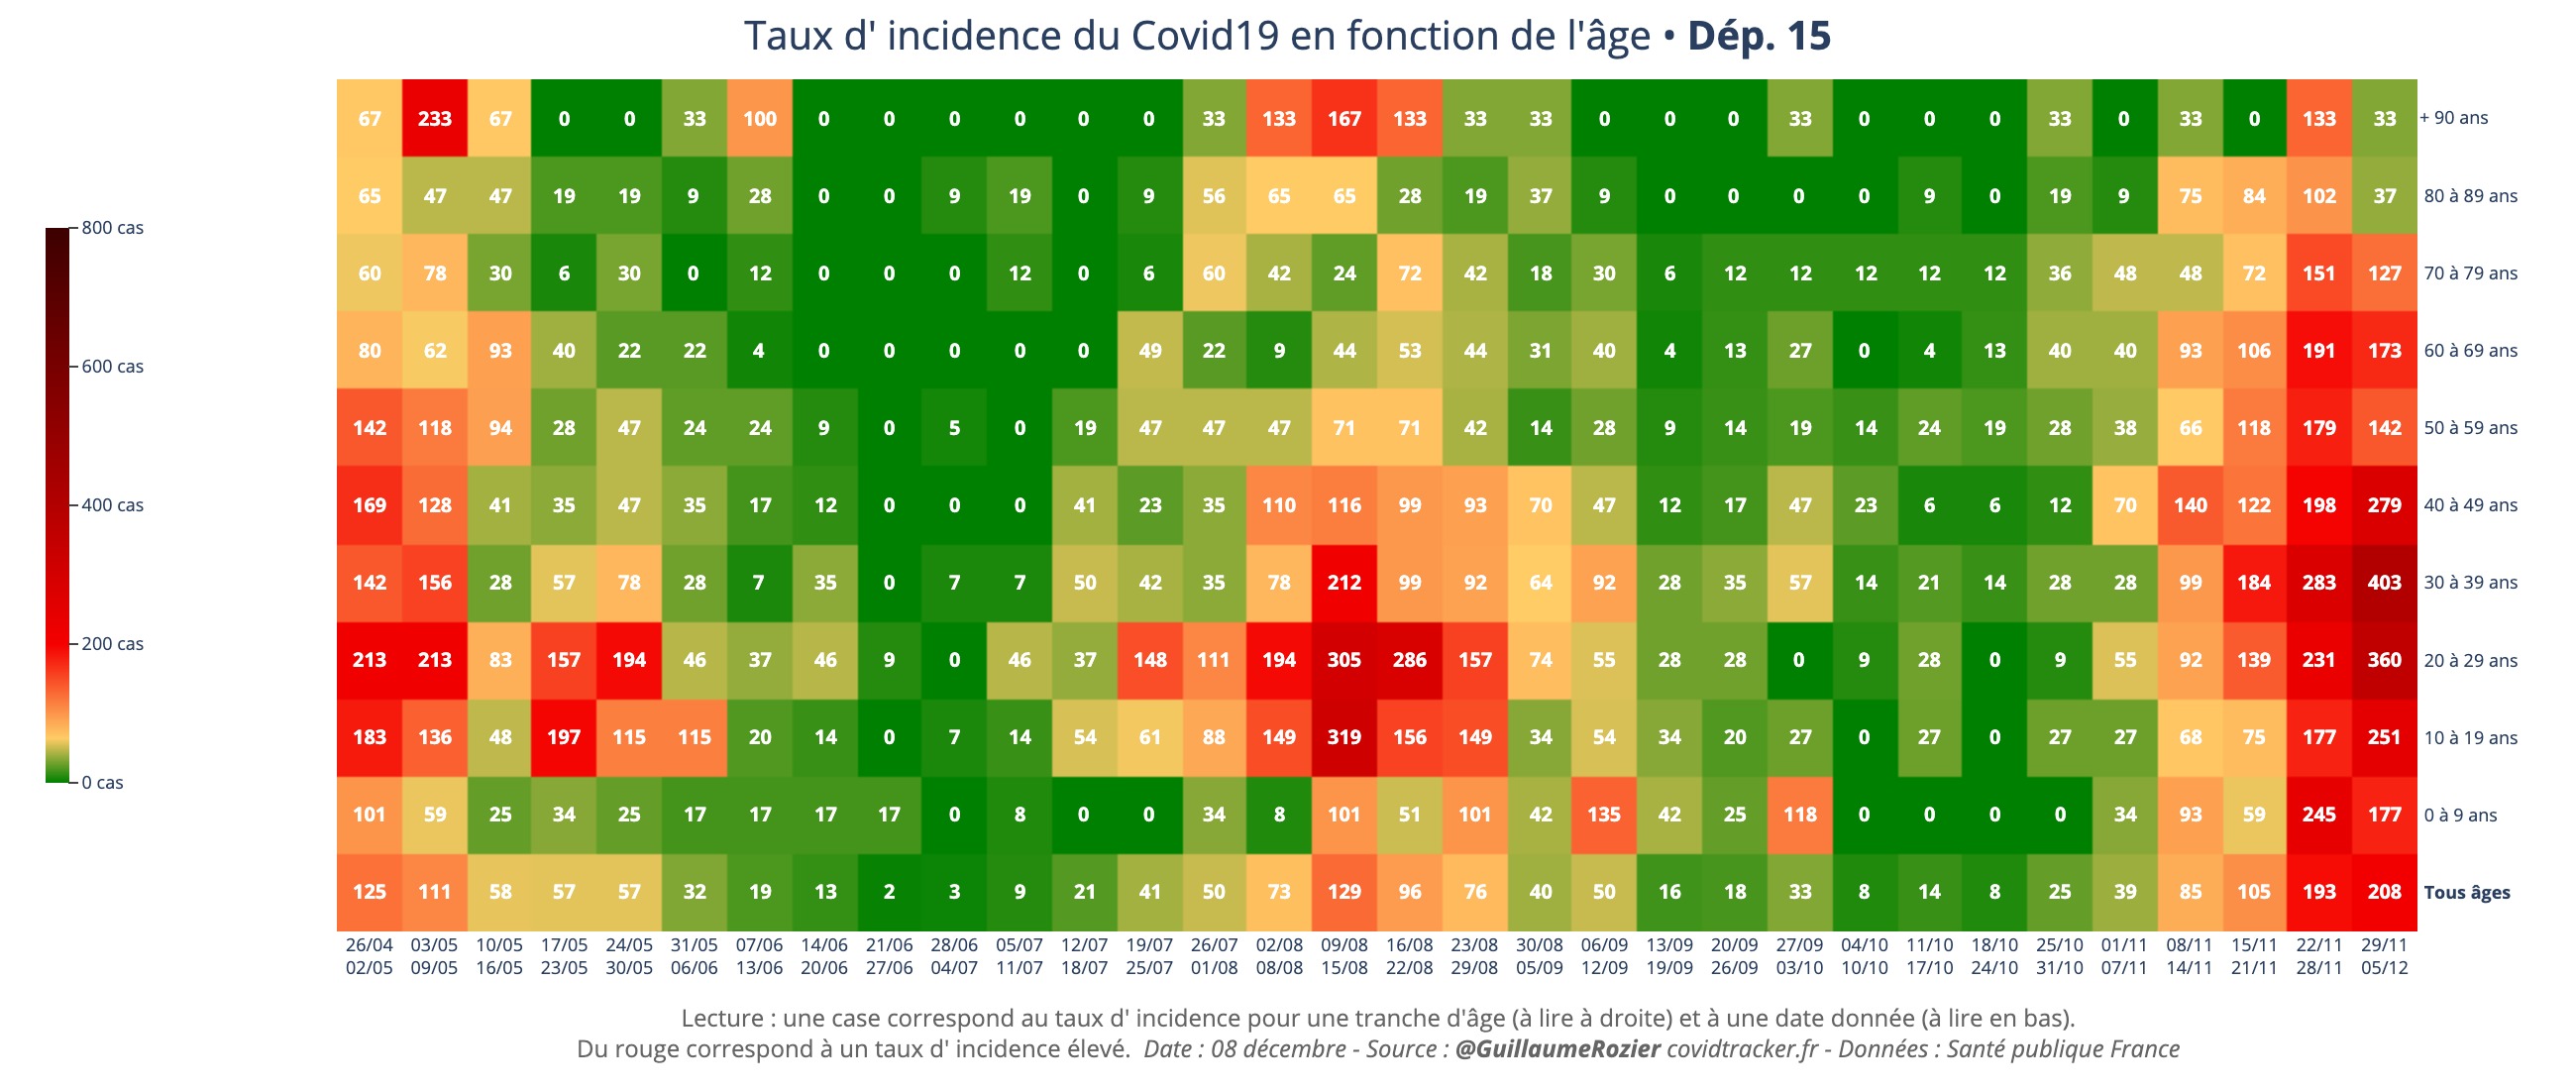 Taux d' incidence du Covid19 en fonction de l'âge • Dép. 15
800 cas
600 cas
400 cas
200 cas
0 cas
67 233 67 0 0 33 100 0 0 0 0 0 0 33 133 167 133 33 33 0 0 0 33 0 0 0 33 0 33 0 133 33 + 90 ans
65 47 47 19 19 9 28 0 0 9 19 0 9 56 65 65 28 19 37 9 0 0 0 0 9 0 19 9 75 84 102 37 80 à 89 ans
60 78 30 6 30 0 12 0 0 0 12 0 6 60 42 24 72 42 18 30 6 12 12 12 12 12 36 48 48 72 151 127 70 à 79 ans
80 62 93 40 22 22 4 0 0 0 0 0 49 22 9 44 53 44 31 40 4 13 27 0 4 13 40 40 93 106 191 173 60 à 69 ans
142 118 94 28 47 24 24 9 0 5 0 19 47 47 47 71 71 42 14 28 9 14 19 14 24 19 28 38 66 118 179 142 50 à 59 ans
169 128 41 35 47 35 17 12 0 0 0 41 23 35 110 116 99 93 70 47 12 17 47 23 6 6 12 70 140 122 198 279 40 à 49 ans
142 156 28 57 78 28 7 35 0 7 7 50 42 35 78 212 99 92 64 92 28 35 57 14 21 14 28 28 99 184 283 403 30 à 39 ans
213 213 83 157 194 46 37 46 9 0 46 37 148 111 194 305 286 157 74 55 28 28 0 9 28 0 9 55 92 139 231 360 20 à 29 ans
183 136 48 197 115 115 20 14 0 7 14 54 61 88 149 319 156 149 34 54 34 20 27 0 27 0 27 27 68 75 177 251 10 à 19 ans
101 59 25 34 25 17 17 17 17 0 8 0 0 34 8 101 51 101 42 135 42 25 118 0 0 0 0 34 93 59 245 177 0 à 9 ans
125 111 58 57 57 32 19 13 2 3 9 21 41 50 73 129 96 76 40 50 16 18 33 8 14 8 25 39 85 105 193 208 Tous âges
26/04 03/05 10/05 17/05 24/05 31/05 07/06 14/06 21/06 28/06 05/07 12/07 19/07 26/07 02/08 09/08 16/08 23/08 30/08 06/09 13/09 20/09 27/09 04/10 11/10 18/10 25/10 01/11 08/11 15/11 22/11 29/11
02/05 09/05 16/05 23/05 30/05 06/06 13/06 20/06 27/06 04/07 11/07 18/07 25/07 01/08 08/08 15/08 22/08 29/08 05/09 12/09 19/09 26/09 03/10 10/10 17/10 24/10 31/10 07/11 14/11 21/11 28/11 05/12
Lecture : une case correspond au taux d' incidence pour une tranche d'âge (à lire à droite) et à une date donnée (à lire en bas).
Du rouge correspond à un taux d' incidence élevé. Date : 08 décembre - Source : @GuillaumeRozier covidtracker.fr - Données : Santé publique France